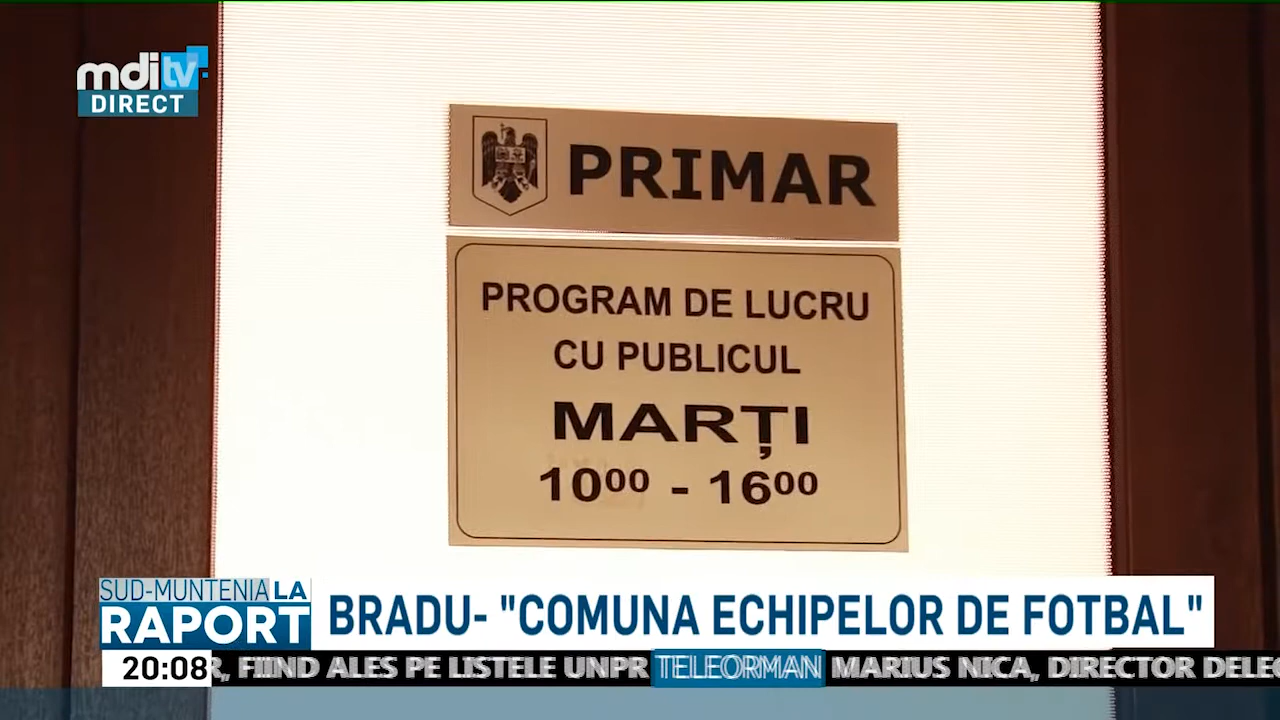 mditv
DIRECT
PRIMAR
PROGRAM DE LUCRU
CU PUBLICUL
MARȚI
10⁰⁰ - 16⁰⁰
SUD-MUNTENIA LA
RAPORT
BRADU- "COMUNA ECHIPELOR DE FOTBAL"
20:08 R, FIIND ALES PE LISTELE UNPR TELEORMAN MARIUS NICA, DIRECTOR